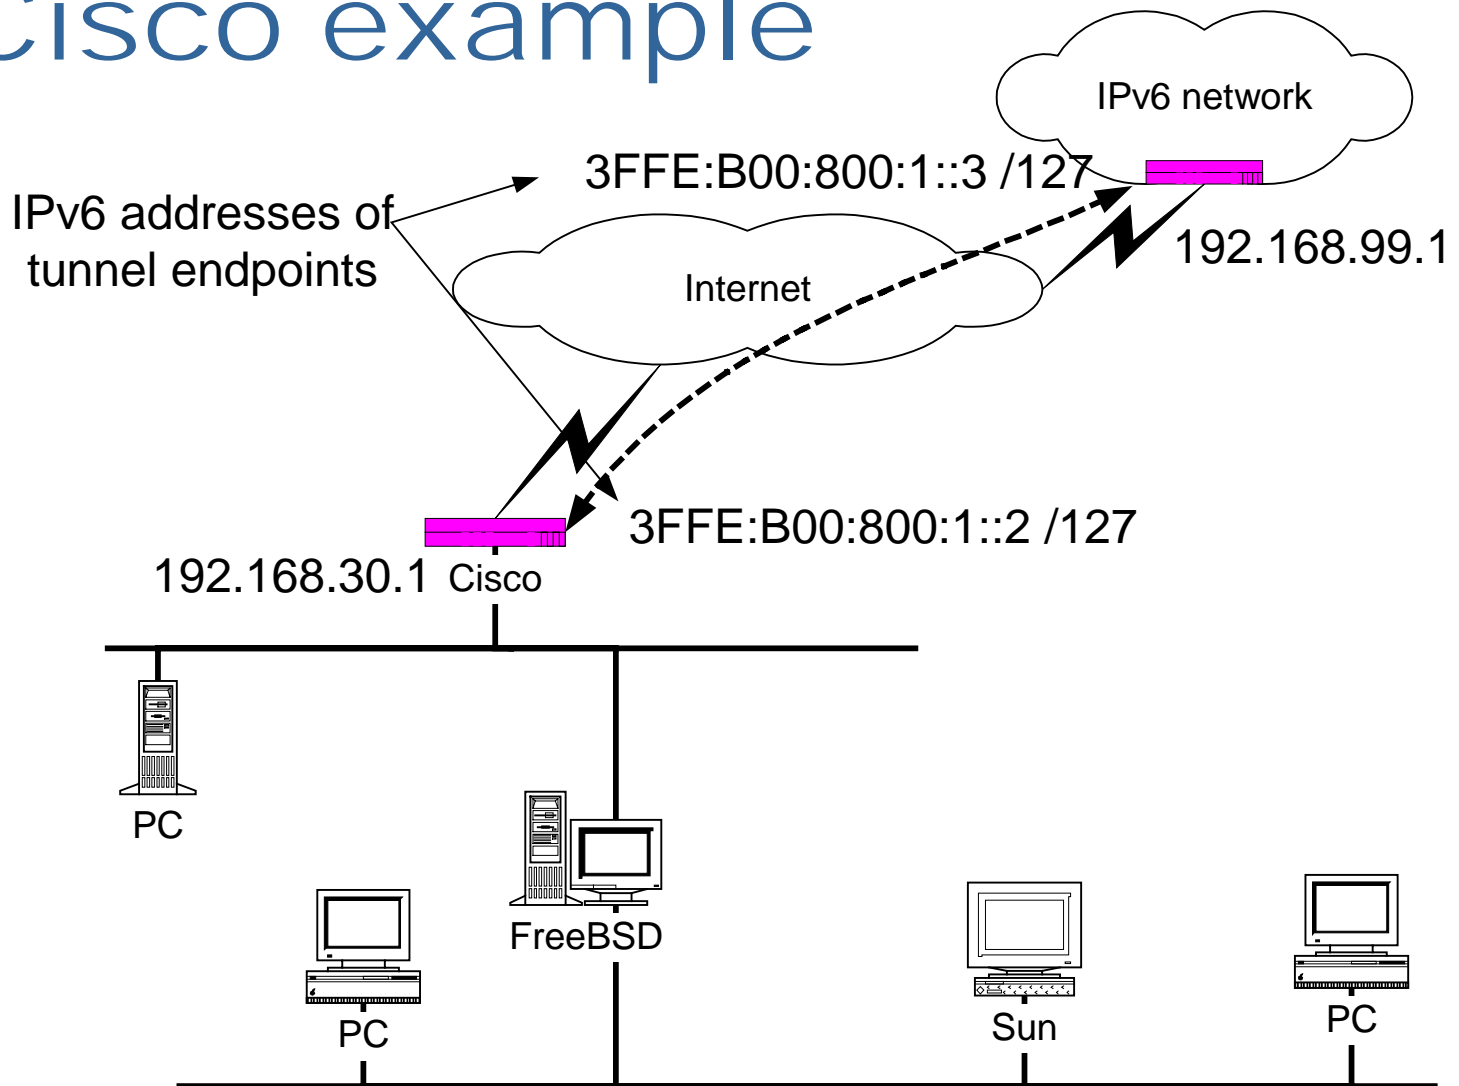 Cisco example
IPv6 network
3FFE:B00:800:1::3 /127
IPv6 addresses of
tunnel endpoints
192.168.99.1
Internet
3FFE:B00:800:1::2 /127
192.168.30.1
Cisco
PC
FreeBSD
PC
Sun
PC